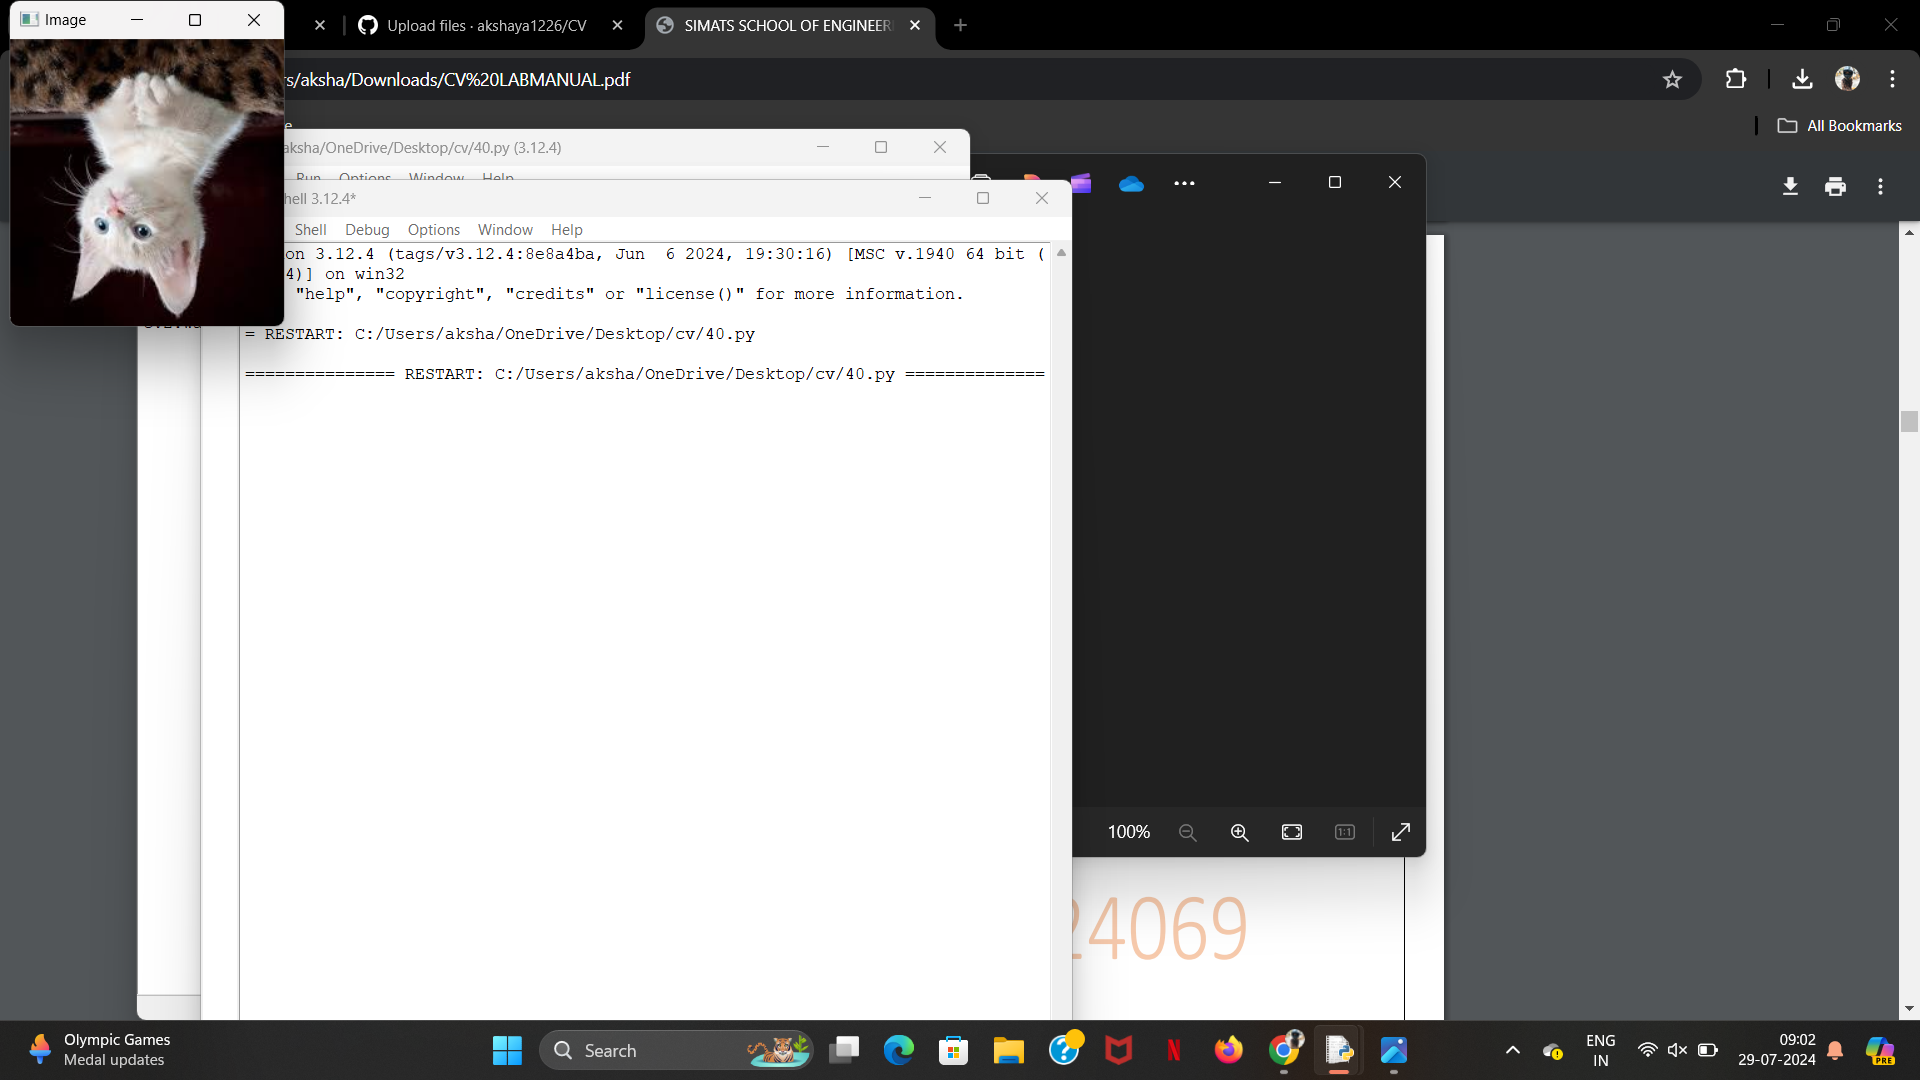 Image
Upload files · akshaya1226/CV
SIMATS SCHOOL OF ENGINEER
rs/aksha/Downloads/CV%20LABMANUAL.pdf
All Bookmarks
aksha/OneDrive/Desktop/cv/40.py (3.12.4)
Run Options Window Help
hell 3.12.4*
Shell Debug Options Window Help
on 3.12.4 (tags/v3.12.4:8e8a4ba, Jun  6 2024, 19:30:16) [MSC v.1940 64 bit (
4)] on win32
"help", "copyright", "credits" or "license()" for more information.
= RESTART: C:/Users/aksha/OneDrive/Desktop/cv/40.py
=============== RESTART: C:/Users/aksha/OneDrive/Desktop/cv/40.py ==============
100%
1:1
24069
Olympic Games
Medal updates
Search
ENG
IN
09:02
29-07-2024
PRE